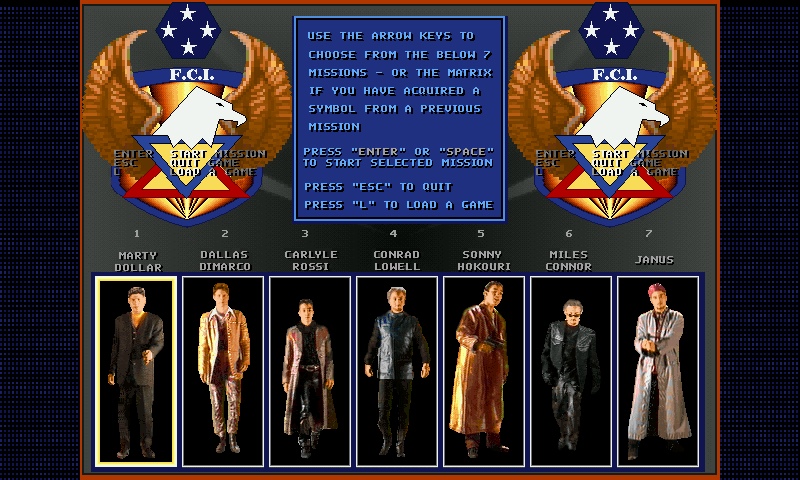 F.C.I.
ENTER START MISSION
ESC QUIT GAME
L LOAD A GAME
USE THE ARROW KEYS TO
CHOOSE FROM THE BELOW 7
MISSIONS - OR THE MATRIX
IF YOU HAVE ACQUIRED A
SYMBOL FROM A PREVIOUS
MISSION
PRESS "ENTER" OR "SPACE"
TO START SELECTED MISSION
PRESS "ESC" TO QUIT
PRESS "L" TO LOAD A GAME
F.C.I.
ENTER START MISSION
ESC QUIT GAME
L LOAD A GAME
1 2 3 4 5 6 7
MARTY DOLLAR
DALLAS DIMARCO
CARLYLE ROSSI
CONRAD LOWELL
SONNY HOKOURI
MILES CONNOR
JANUS